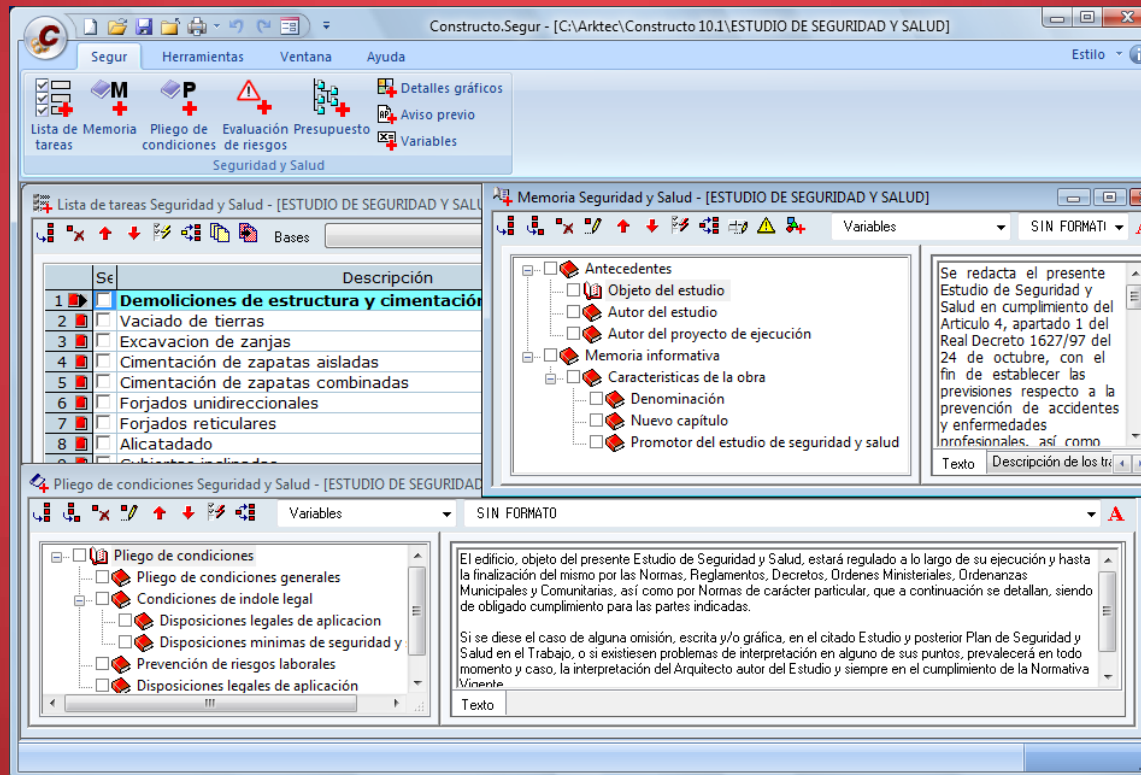 Constructo.Segur - [C:\Arktec\Constructo 10.1\ESTUDIO DE SEGURIDAD Y SALUD]
Segur Herramientas Ventana Ayuda Estilo
Lista de tareas
Memoria
Pliego de condiciones
Evaluación de riesgos
Presupuesto
Detalles gráficos
Aviso previo
Variables
Seguridad y Salud
Lista de tareas Seguridad y Salud - [ESTUDIO DE SEGURIDAD Y SALU
Bases
Se Descripción
1 Demoliciones de estructura y cimentación
2 Vaciado de tierras
3 Excavacion de zanjas
4 Cimentación de zapatas aisladas
5 Cimentación de zapatas combinadas
6 Forjados unidireccionales
7 Forjados reticulares
8 Alicatadado
Memoria Seguridad y Salud - [ESTUDIO DE SEGURIDAD Y SALUD]
Variables SIN FORMATI
Antecedentes
Objeto del estudio
Autor del estudio
Autor del proyecto de ejecución
Memoria informativa
Caracteristicas de la obra
Denominación
Nuevo capítulo
Promotor del estudio de seguridad y salud
Se redacta el presente
Estudio de Seguridad y
Salud en cumplimiento del
Articulo 4, apartado 1 del
Real Decreto 1627/97 del
24 de octubre, con el
fin de establecer las
previsiones respecto a la
prevención de accidentes
y enfermedades
profesionales, así como
Texto Descripción de los tra
Pliego de condiciones Seguridad y Salud - [ESTUDIO DE SEGURIDAD
Variables SIN FORMATO A
Pliego de condiciones
Pliego de condiciones generales
Condiciones de indole legal
Disposiciones legales de aplicacion
Disposiciones minimas de seguridad y
Prevención de riesgos laborales
Disposiciones legales de aplicación
El edificio, objeto del presente Estudio de Seguridad y Salud, estará regulado a lo largo de su ejecución y hasta
la finalización del mismo por las Normas, Reglamentos, Decretos, Ordenes Ministeriales, Ordenanzas
Municipales y Comunitarias, así como por Normas de carácter particular, que a continuación se detallan, siendo
de obligado cumplimiento para las partes indicadas.
Si se diese el caso de alguna omisión, escrita y/o gráfica, en el citado Estudio y posterior Plan de Seguridad y
Salud en el Trabajo, o si existiesen problemas de interpretación en alguno de sus puntos, prevalecerá en todo
momento y caso, la interpretación del Arquitecto autor del Estudio y siempre en el cumplimiento de la Normativa
Vigente
Texto